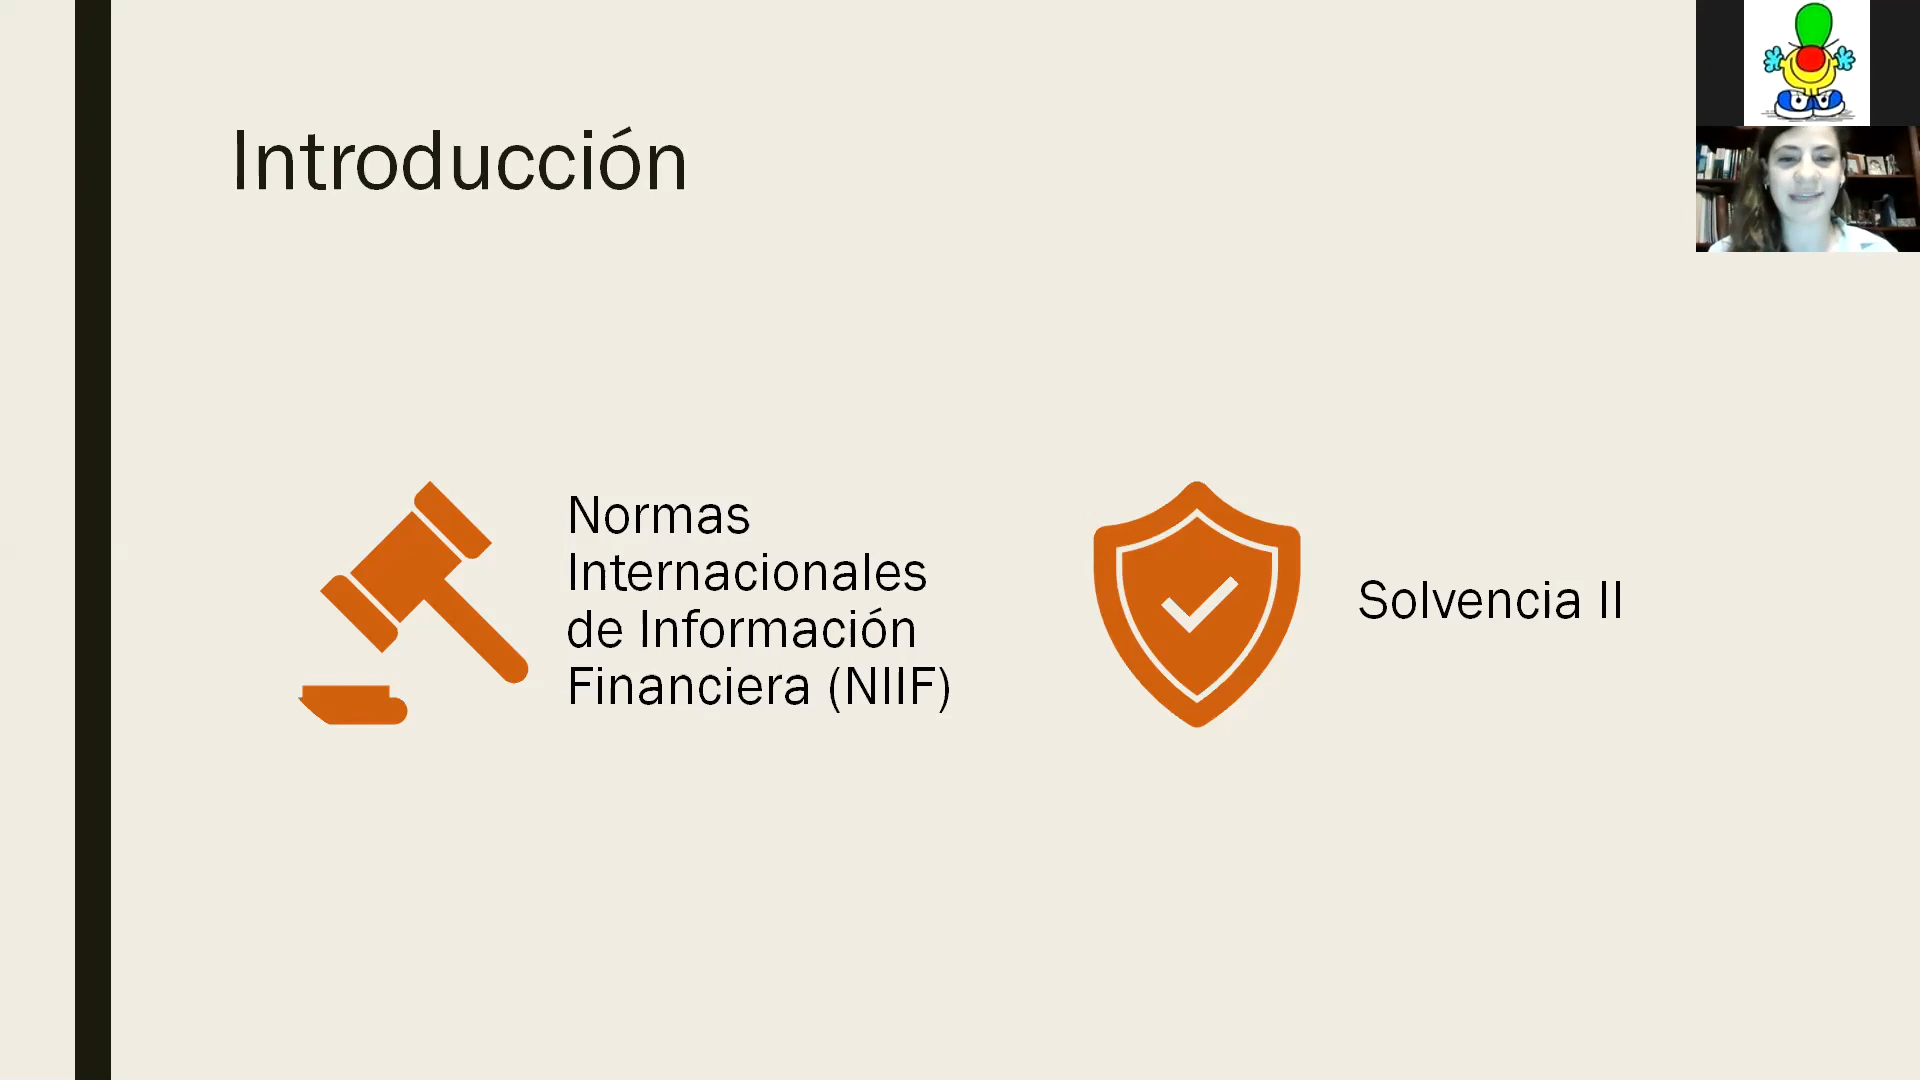 Introducción
Normas
Internacionales
de Información
Financiera (NIIF)
Solvencia II